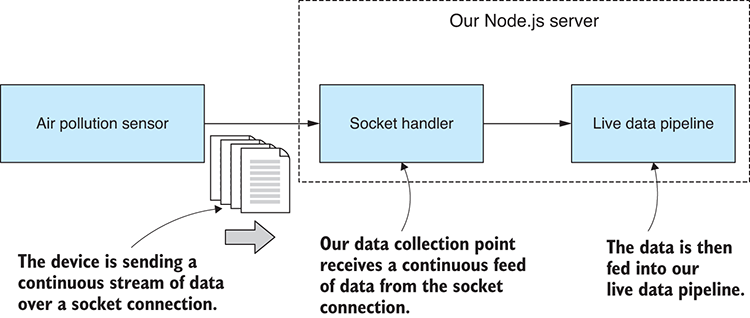 Our Node.js server
Air pollution sensor
Socket handler
Live data pipeline
The device is sending a
continuous stream of data
over a socket connection.
Our data collection point
receives a continuous feed
of data from the socket
connection.
The data is then
fed into our
live data pipeline.